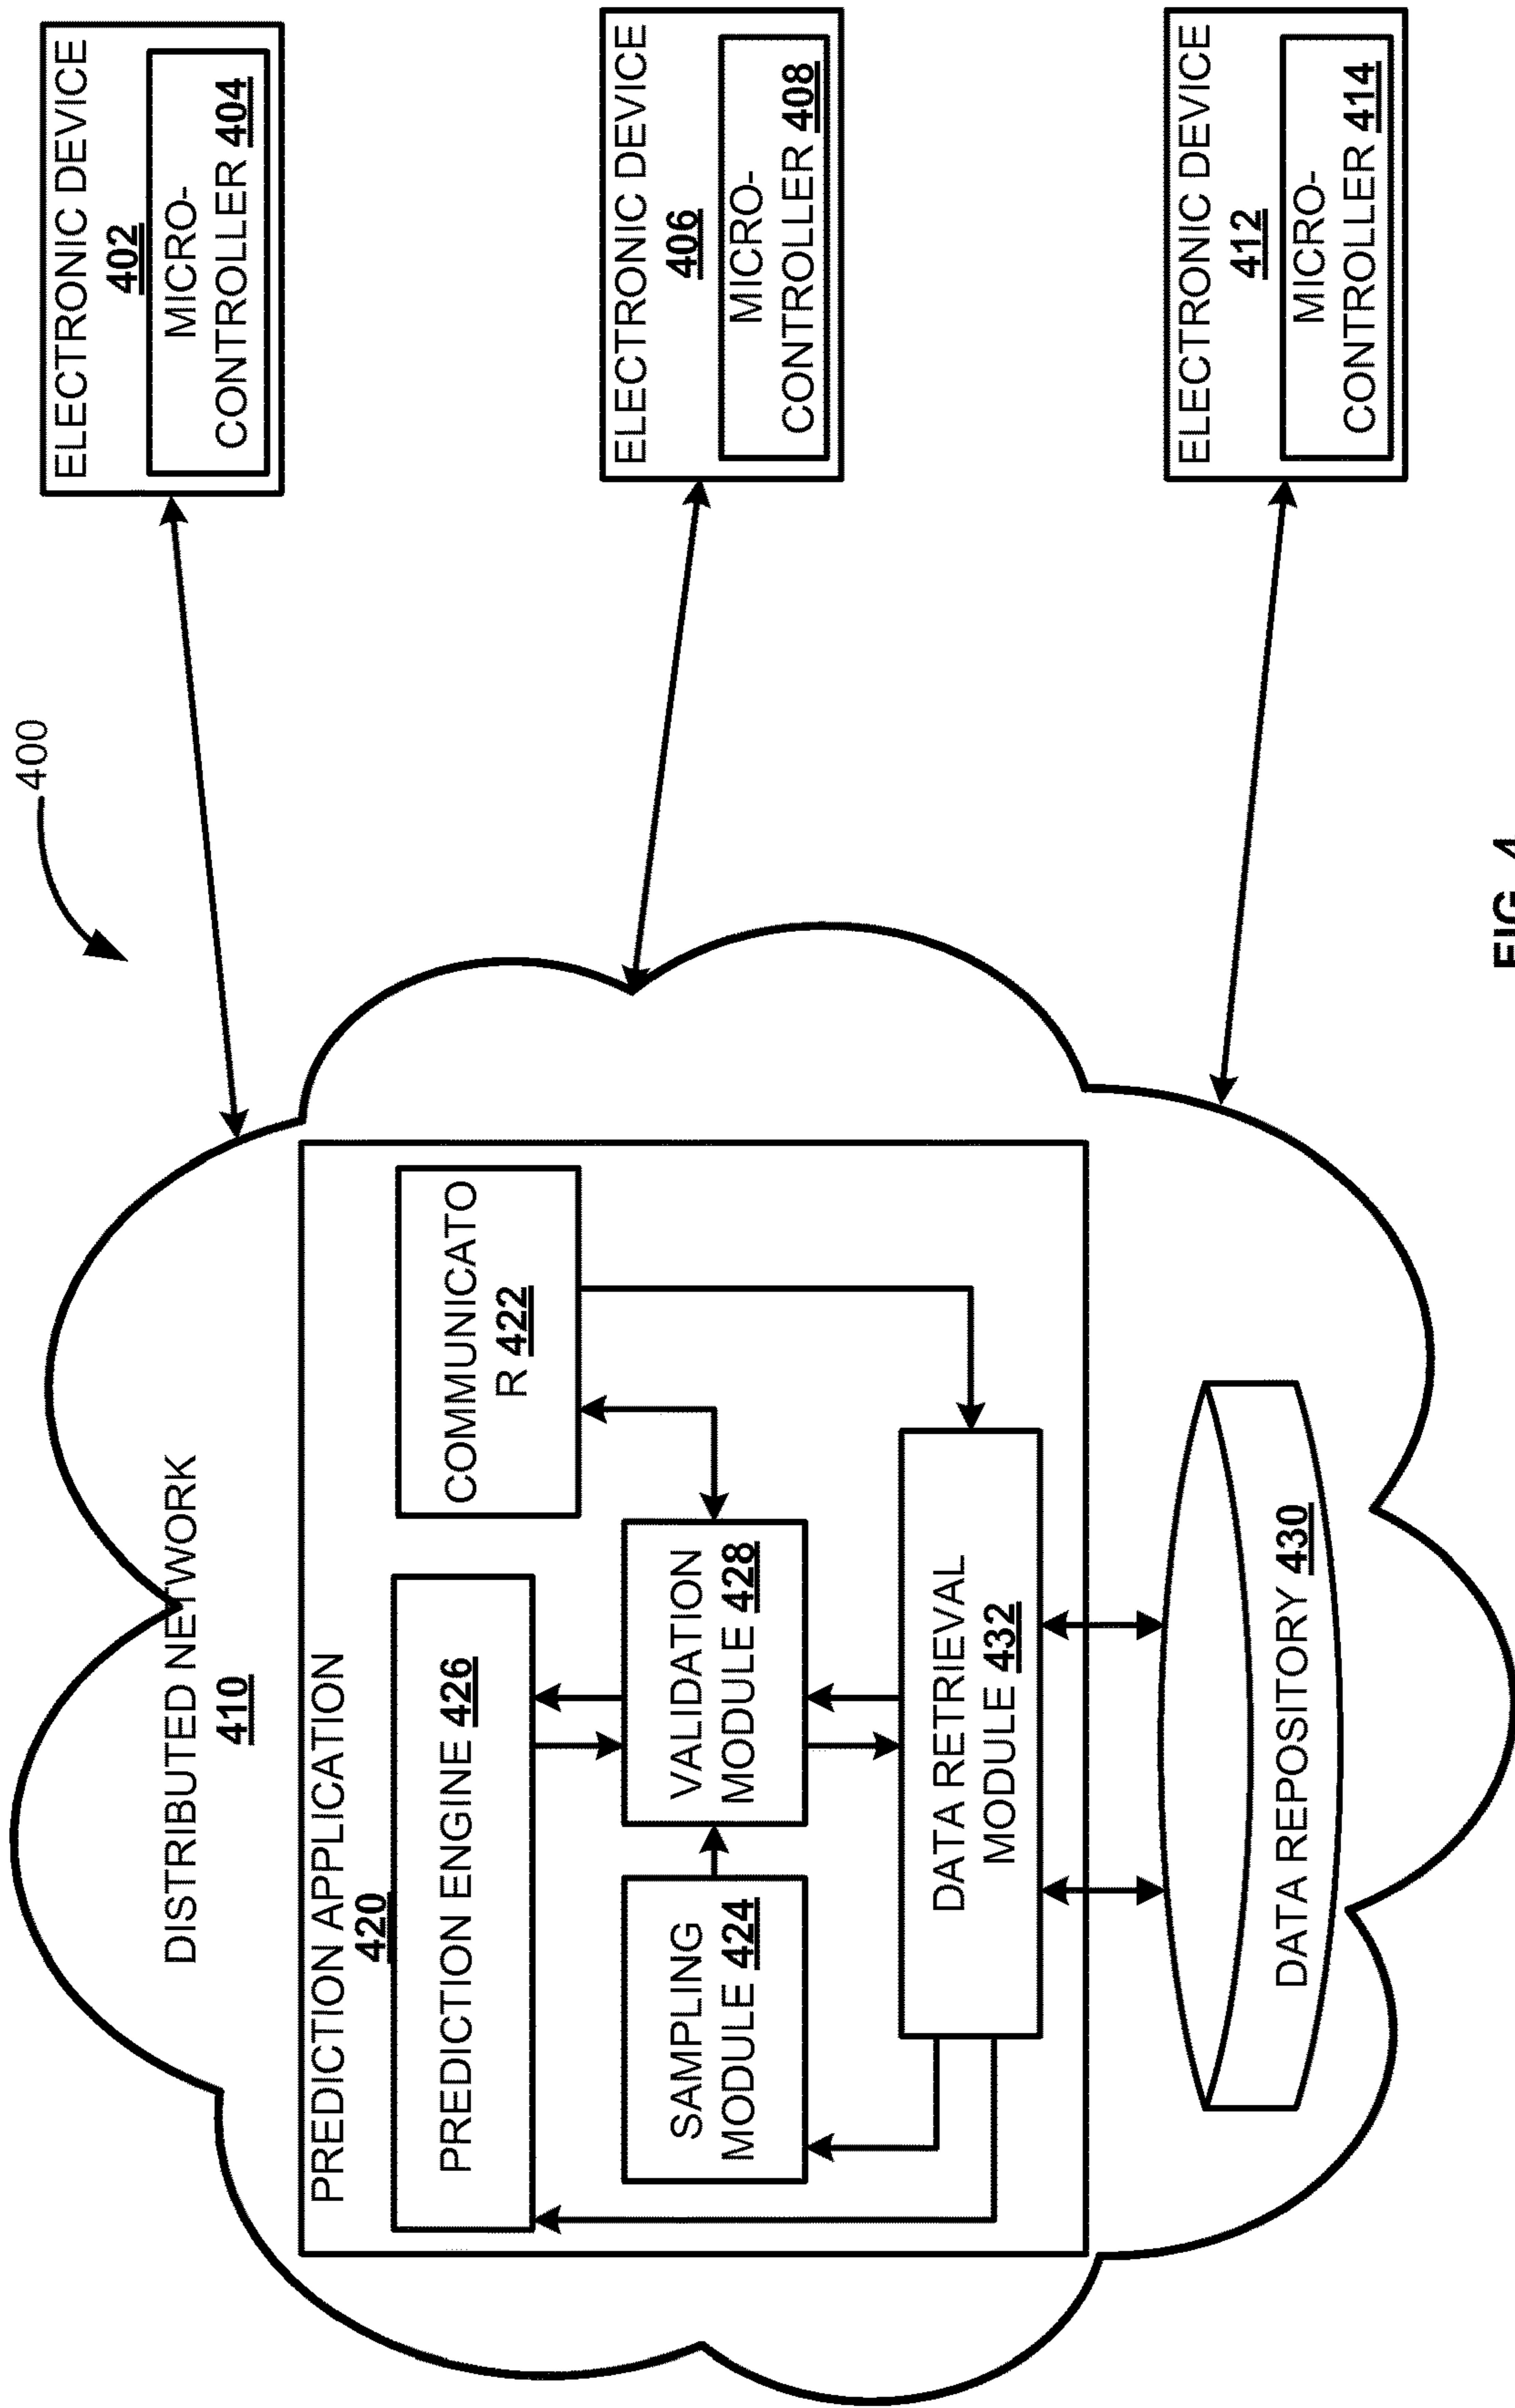 400
DISTRIBUTED NETWORK
410
PREDICTION APPLICATION
420
PREDICTION ENGINE 426
COMMUNICATO
R 422
SAMPLING
MODULE 424
VALIDATION
MODULE 428
DATA RETRIEVAL
MODULE 432
DATA REPOSITORY 430
ELECTRONIC DEVICE
402
MICRO-
CONTROLLER 404
ELECTRONIC DEVICE
406
MICRO-
CONTROLLER 408
ELECTRONIC DEVICE
412
MICRO-
CONTROLLER 414
FIG. 4